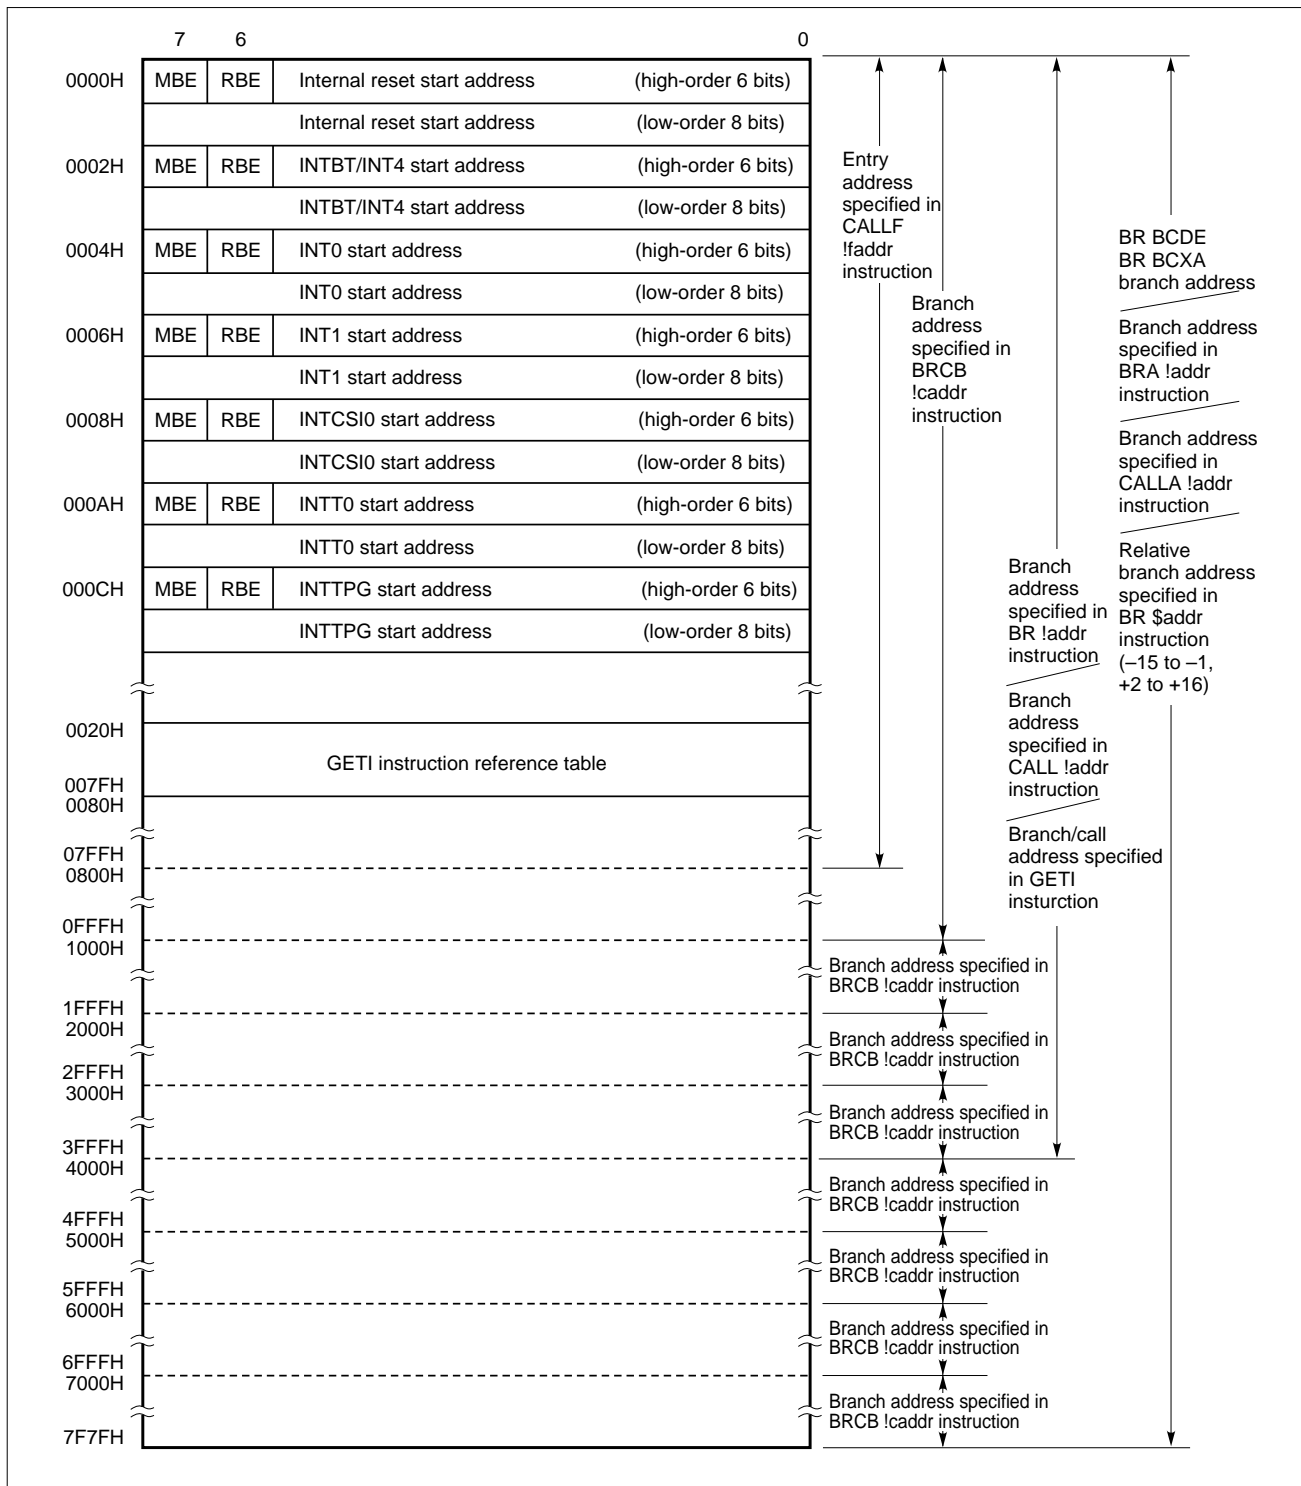 7 6 0
0000H MBE RBE Internal reset start address (high-order 6 bits)
Internal reset start address (low-order 8 bits)
0002H MBE RBE INTBT/INT4 start address (high-order 6 bits)
INTBT/INT4 start address (low-order 8 bits)
0004H MBE RBE INT0 start address (high-order 6 bits)
INT0 start address (low-order 8 bits)
0006H MBE RBE INT1 start address (high-order 6 bits)
INT1 start address (low-order 8 bits)
0008H MBE RBE INTCSI0 start address (high-order 6 bits)
INTCSI0 start address (low-order 8 bits)
000AH MBE RBE INTT0 start address (high-order 6 bits)
INTT0 start address (low-order 8 bits)
000CH MBE RBE INTTPG start address (high-order 6 bits)
INTTPG start address (low-order 8 bits)
0020H
GETI instruction reference table
007FH
0080H
07FFH
0800H
0FFFH
1000H
1FFFH
2000H
2FFFH
3000H
3FFFH
4000H
4FFFH
5000H
5FFFH
6000H
6FFFH
7000H
7F7FH
Entry
address
specified in
CALLF
!faddr
instruction
Branch
address
specified in
BRCB
!caddr
instruction
Branch address specified in
BRCB !caddr instruction
Branch address specified in
BRCB !caddr instruction
Branch address specified in
BRCB !caddr instruction
Branch address specified in
BRCB !caddr instruction
Branch address specified in
BRCB !caddr instruction
Branch address specified in
BRCB !caddr instruction
Branch address specified in
BRCB !caddr instruction
Branch
address
specified in
BR !addr
instruction
Branch
address
specified in
CALL !addr
instruction
Branch/call
address specified
in GETI
insturction
BR BCDE
BR BCXA
branch address
Branch address
specified in
BRA !addr
instruction
Branch address
specified in
CALLA !addr
instruction
Relative
branch address
specified in
BR $addr
instruction
(–15 to –1,
+2 to +16)